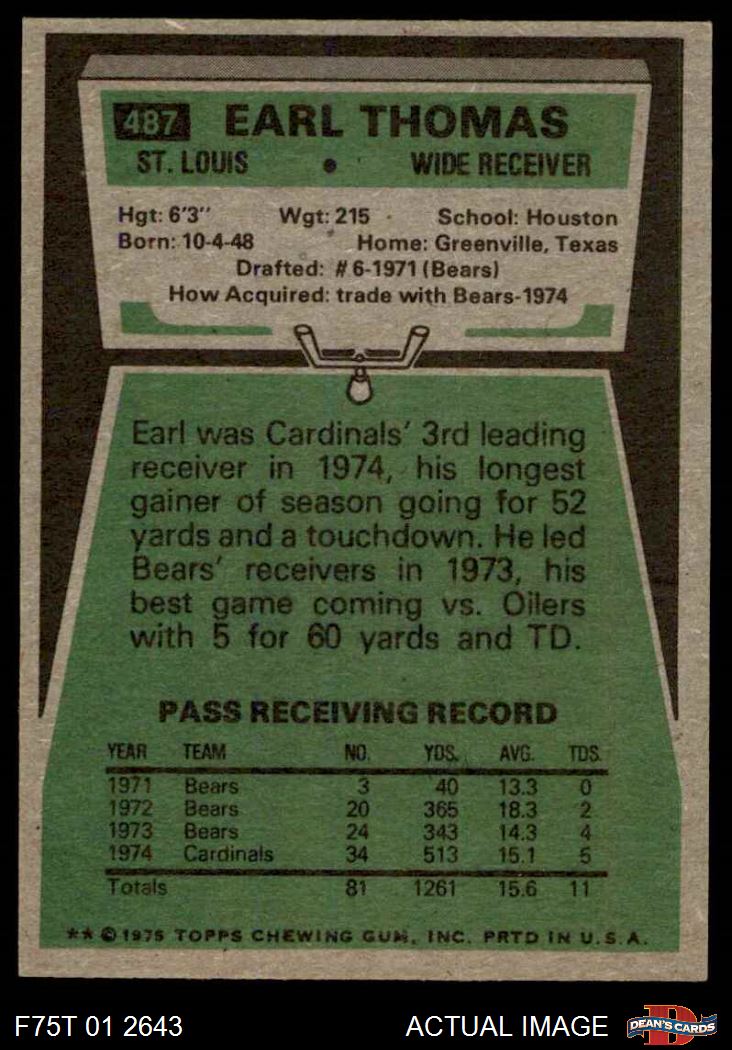 487 EARL THOMAS
ST. LOUIS • WIDE RECEIVER
Hgt: 6'3" Wgt: 215 School: Houston
Born: 10-4-48 Home: Greenville, Texas
Drafted: #6-1971 (Bears)
How Acquired: trade with Bears-1974
Earl was Cardinals' 3rd leading
receiver in 1974, his longest
gainer of season going for 52
yards and a touchdown. He led
Bears' receivers in 1973, his
best game coming vs. Oilers
with 5 for 60 yards and TD.
PASS RECEIVING RECORD
YEAR TEAM NO. YDS. AVG. TDS.
1971 Bears 3 40 13.3 0
1972 Bears 20 365 18.3 2
1973 Bears 24 343 14.3 4
1974 Cardinals 34 513 15.1 5
Totals 81 1261 15.6 11
** © 1975 TOPPS CHEWING GUM, INC. PRTD IN U.S.A.
F75T 01 2643 ACTUAL IMAGE DEAN'S CARDS